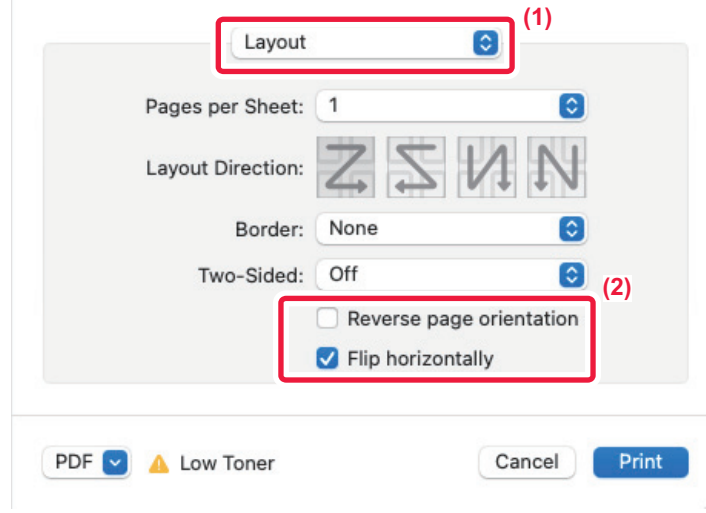 (1)
Layout
Pages per Sheet: 1
Layout Direction:
Border: None
Two-Sided: Off
(2)
Reverse page orientation
Flip horizontally
PDF Low Toner Cancel Print